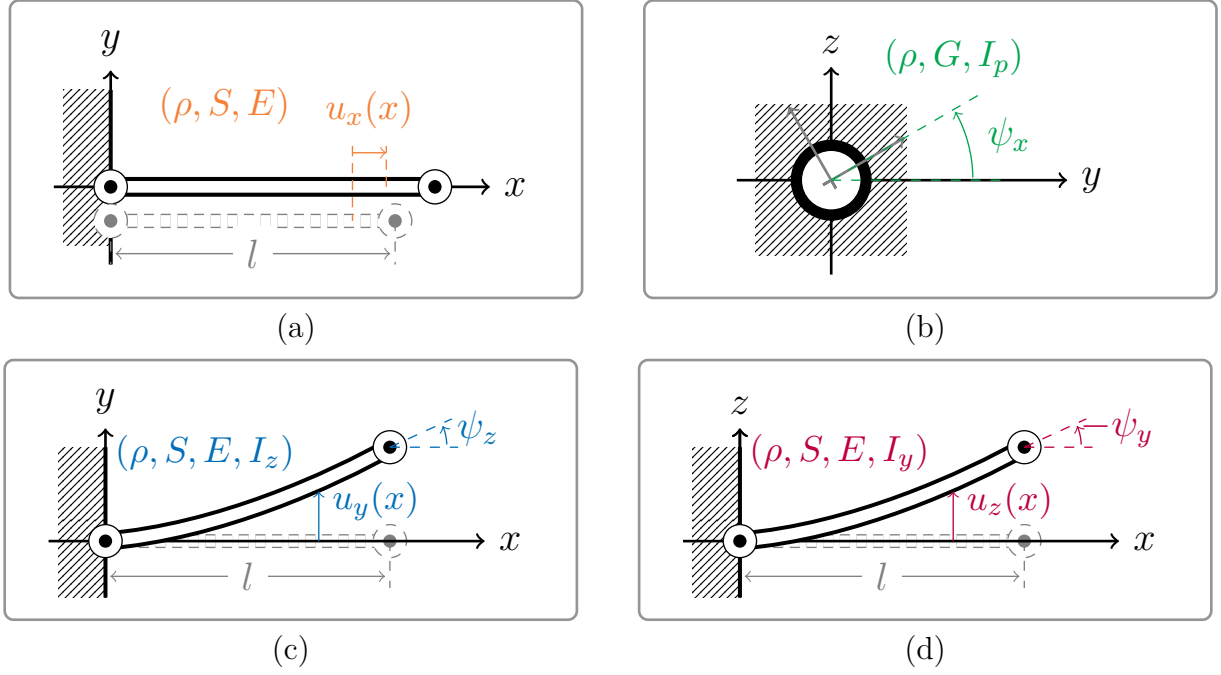 y
(ρ, S, E) u_x(x)
x
l
(a)
z
(ρ, G, I_p)
ψ_x
y
(b)
y
(ρ, S, E, I_z)
ψ_z
u_y(x)
x
l
(c)
z
(ρ, S, E, I_y)
−ψ_y
u_z(x)
x
l
(d)